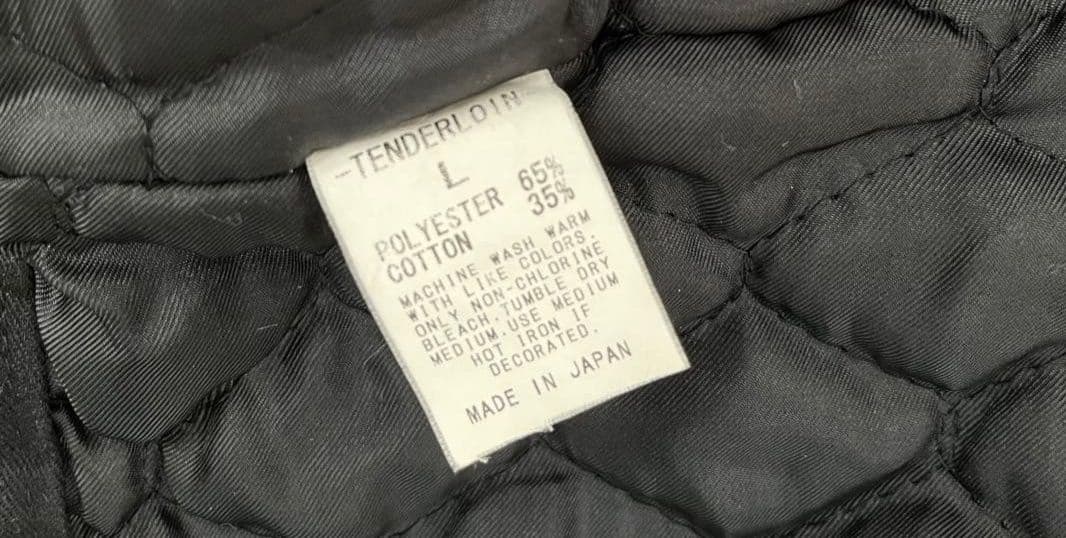 -TENDERLOIN
L
POLYESTER 65%
COTTON 35%
MACHINE WASH WARM
WITH LIKE COLORS.
ONLY NON-CHLORINE
BLEACH.TUMBLE DRY
MEDIUM.USE MEDIUM
HOT IRON IF
DECORATED.
MADE IN JAPAN